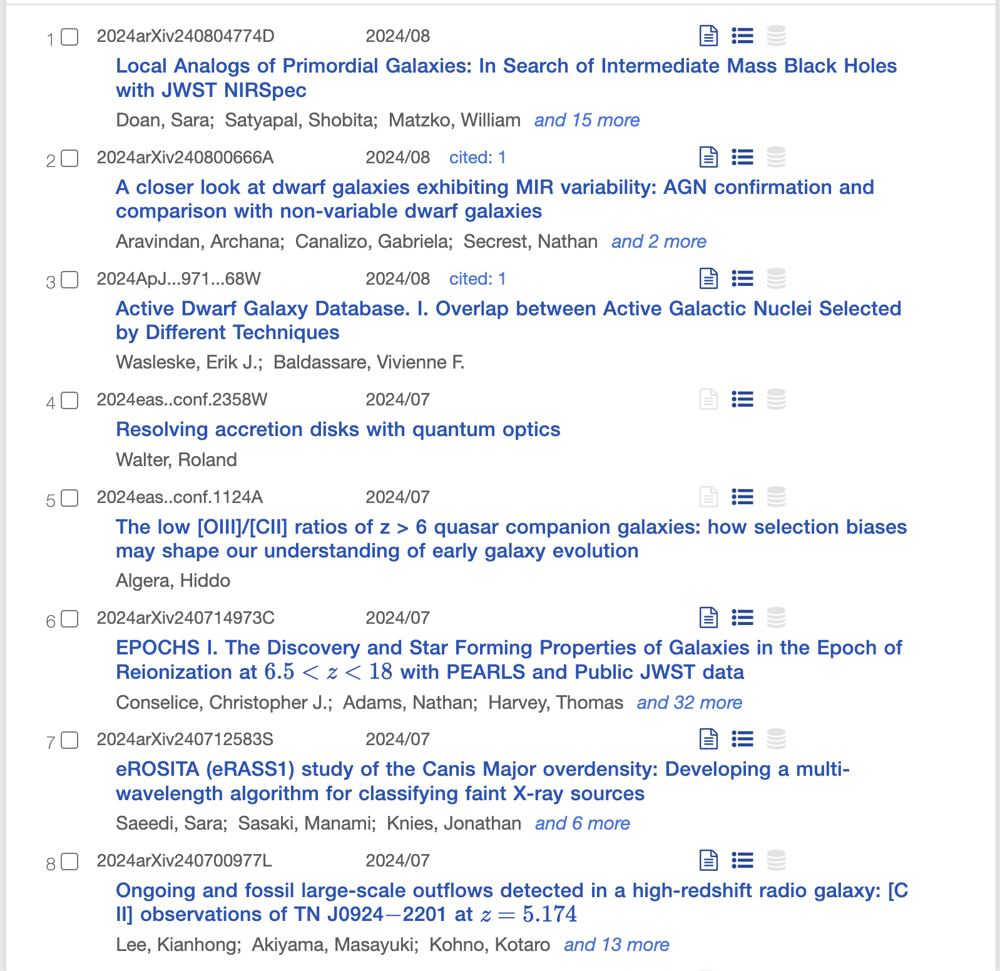 1 2024arXiv240804774D 2024/08
Local Analogs of Primordial Galaxies: In Search of Intermediate Mass Black Holes
with JWST NIRSpec
Doan, Sara; Satyapal, Shobita; Matzko, William and 15 more
2 2024arXiv240800666A 2024/08 cited: 1
A closer look at dwarf galaxies exhibiting MIR variability: AGN confirmation and
comparison with non-variable dwarf galaxies
Aravindan, Archana; Canalizo, Gabriela; Secrest, Nathan and 2 more
3 2024ApJ...971...68W 2024/08 cited: 1
Active Dwarf Galaxy Database. I. Overlap between Active Galactic Nuclei Selected
by Different Techniques
Wasleske, Erik J.; Baldassare, Vivienne F.
4 2024eas..conf.2358W 2024/07
Resolving accretion disks with quantum optics
Walter, Roland
5 2024eas..conf.1124A 2024/07
The low [OIII]/[CII] ratios of z > 6 quasar companion galaxies: how selection biases
may shape our understanding of early galaxy evolution
Algera, Hiddo
6 2024arXiv240714973C 2024/07
EPOCHS I. The Discovery and Star Forming Properties of Galaxies in the Epoch of
Reionization at 6.5 < z < 18 with PEARLS and Public JWST data
Conselice, Christopher J.; Adams, Nathan; Harvey, Thomas and 32 more
7 2024arXiv240712583S 2024/07
eROSITA (eRASS1) study of the Canis Major overdensity: Developing a multi-
wavelength algorithm for classifying faint X-ray sources
Saeedi, Sara; Sasaki, Manami; Knies, Jonathan and 6 more
8 2024arXiv240700977L 2024/07
Ongoing and fossil large-scale outflows detected in a high-redshift radio galaxy: [C
II] observations of TN J0924−2201 at z = 5.174
Lee, Kianhong; Akiyama, Masayuki; Kohno, Kotaro and 13 more